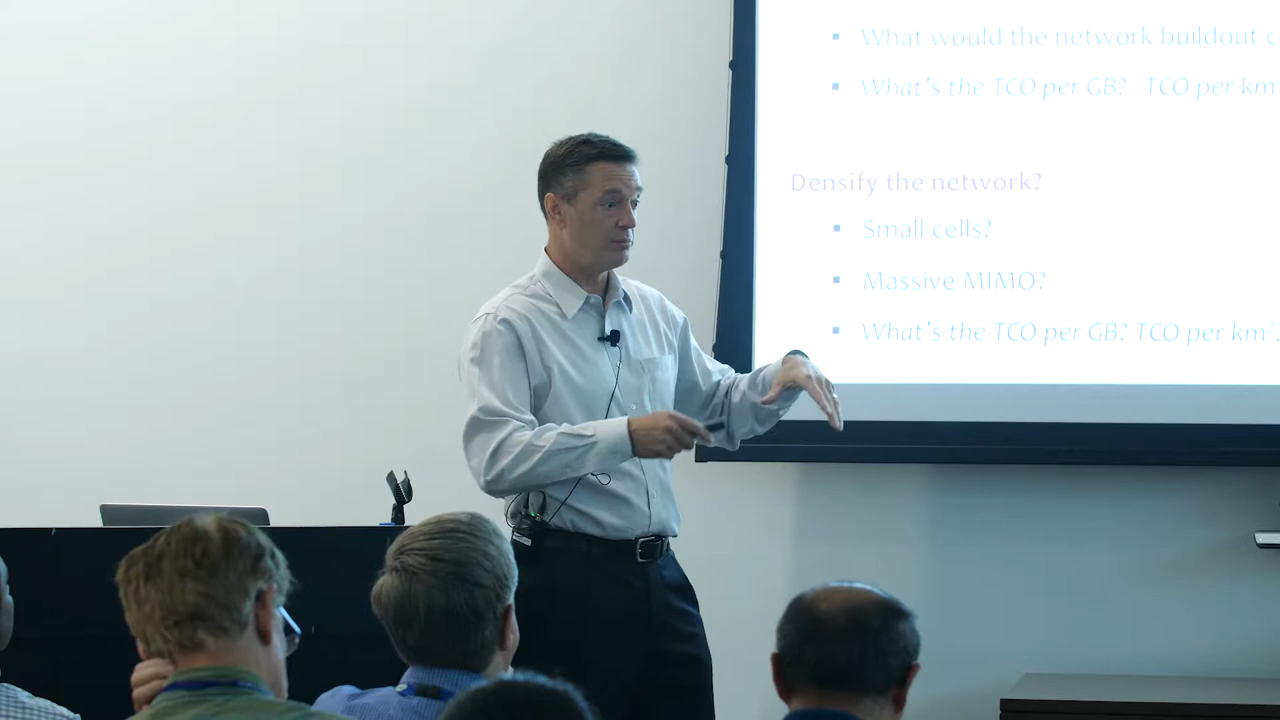 What would the network buildout
What's the TCO per GB? TCO per km
Densify the network?
Small cells?
Massive MIMO?
What's the TCO per GB? TCO per km²